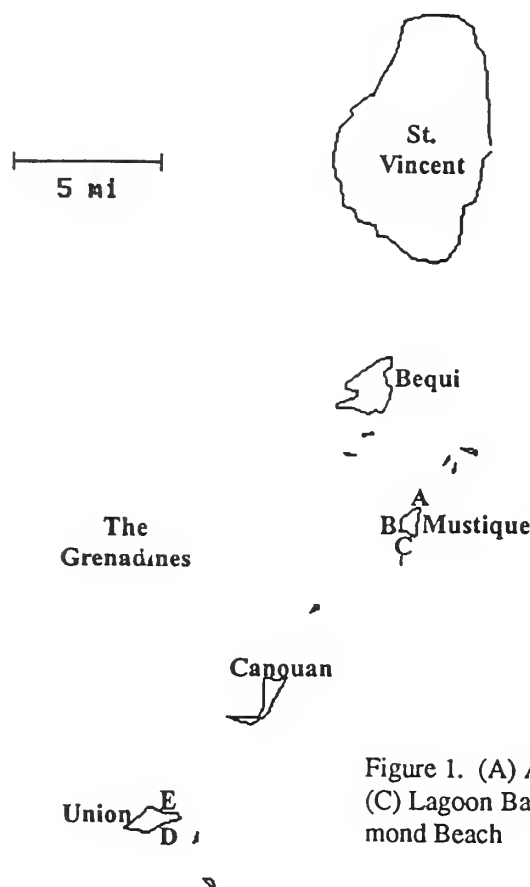 St.
Vincent
5 mi
Bequi
A
B Mustique
C
The
Grenadines
Canouan
Union E
D
Figure 1. (A) A
(C) Lagoon Ba
mond Beach